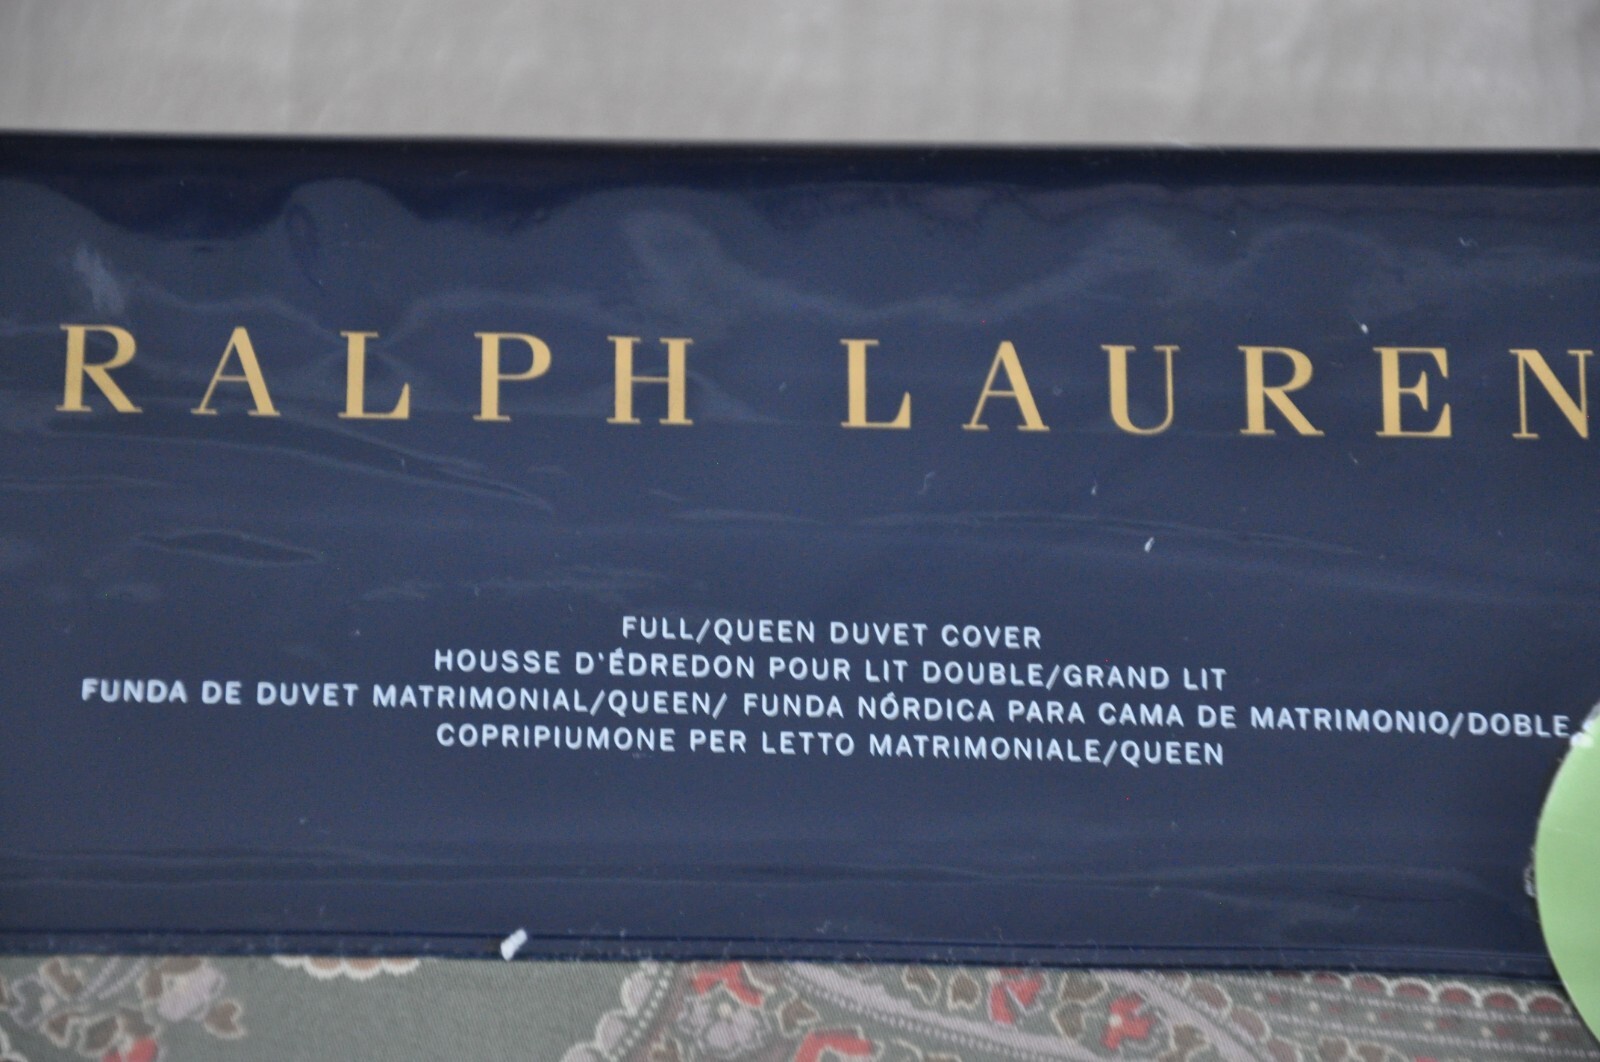 RALPH LAUREN
FULL/QUEEN DUVET COVER
HOUSSE D'ÉDREDON POUR LIT DOUBLE/GRAND LIT
FUNDA DE DUVET MATRIMONIAL/QUEEN/ FUNDA NÓRDICA PARA CAMA DE MATRIMONIO/DOBLE
COPRIPIUMONE PER LETTO MATRIMONIALE/QUEEN